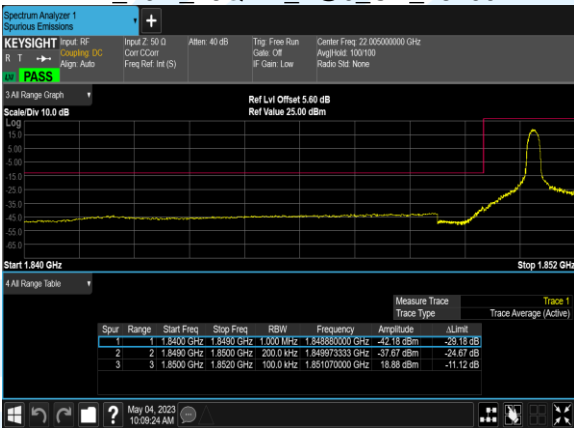 Spectrum Analyzer 1
Spurious Emissions
KEYSIGHT Input: RF Input Z: 50 Ω Atten: 40 dB Trig: Free Run Center Freq: 22.005000000 GHz
R T Coupling: DC Corr CCorr Gate: Off Avg|Hold: 100/100
Align: Auto Freq Ref: Int (S) IF Gain: Low Radio Std: None
PASS
3 All Range Graph
Ref Lvl Offset 5.60 dB
Scale/Div 10.0 dB Ref Value 25.00 dBm
Log
15.0
5.00
-5.00
-15.0
-25.0
-35.0
-45.0
-55.0
-65.0
Start 1.840 GHz Stop 1.852 GHz
4 All Range Table
Measure Trace Trace 1
Trace Type Trace Average (Active)
Spur Range Start Freq Stop Freq RBW Frequency Amplitude ΔLimit
1 1 1.8400 GHz 1.8490 GHz 1.000 MHz 1.848880000 GHz -42.18 dBm -29.18 dB
2 2 1.8490 GHz 1.8500 GHz 200.0 kHz 1.849973333 GHz -37.67 dBm -24.67 dB
3 3 1.8500 GHz 1.8520 GHz 100.0 kHz 1.851070000 GHz 18.88 dBm -11.12 dB
? May 04, 2023
10:09:24 AM